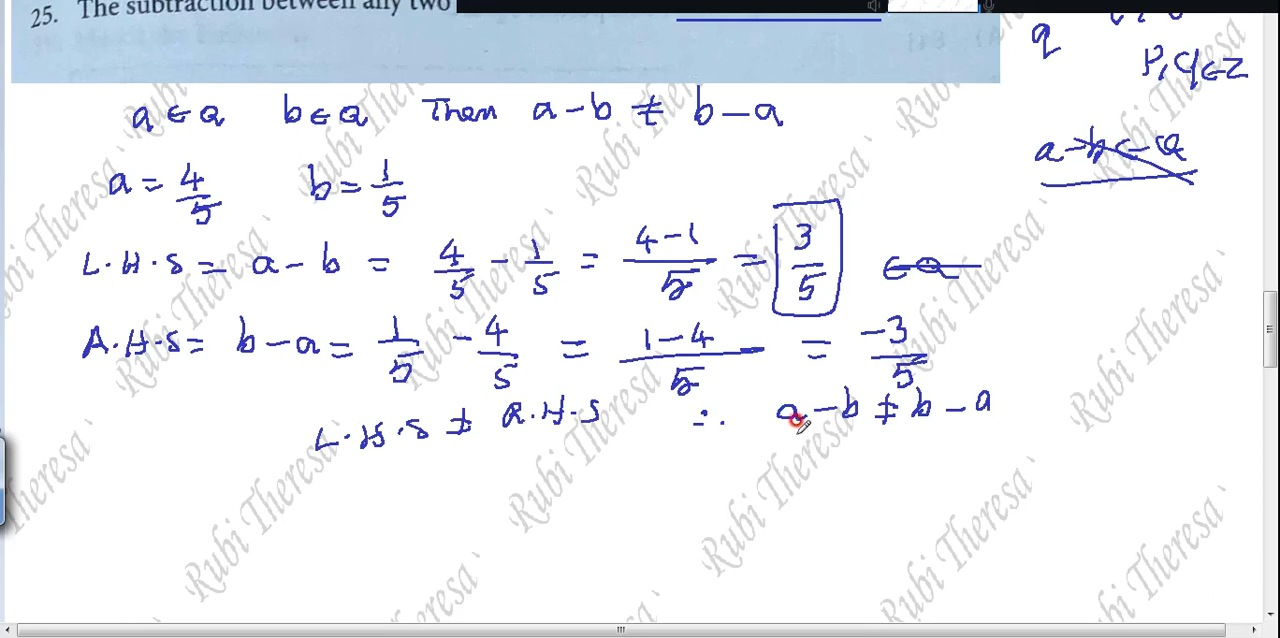 25. The subtraction between any two
q
P, q ∈ Z
a ∈ Q b ∈ Q Then a - b ≠ b - a
a - b ∈ Q
a = 4/5 b = 1/5
L.H.S = a - b = 4/5 - 1/5 = 4-1/5 = 3/5 ∈ Q
R.H.S = b - a = 1/5 - 4/5 = 1-4/5 = -3/5
L.H.S ≠ R.H.S ∴ a - b ≠ b - a
Rubi Theresa